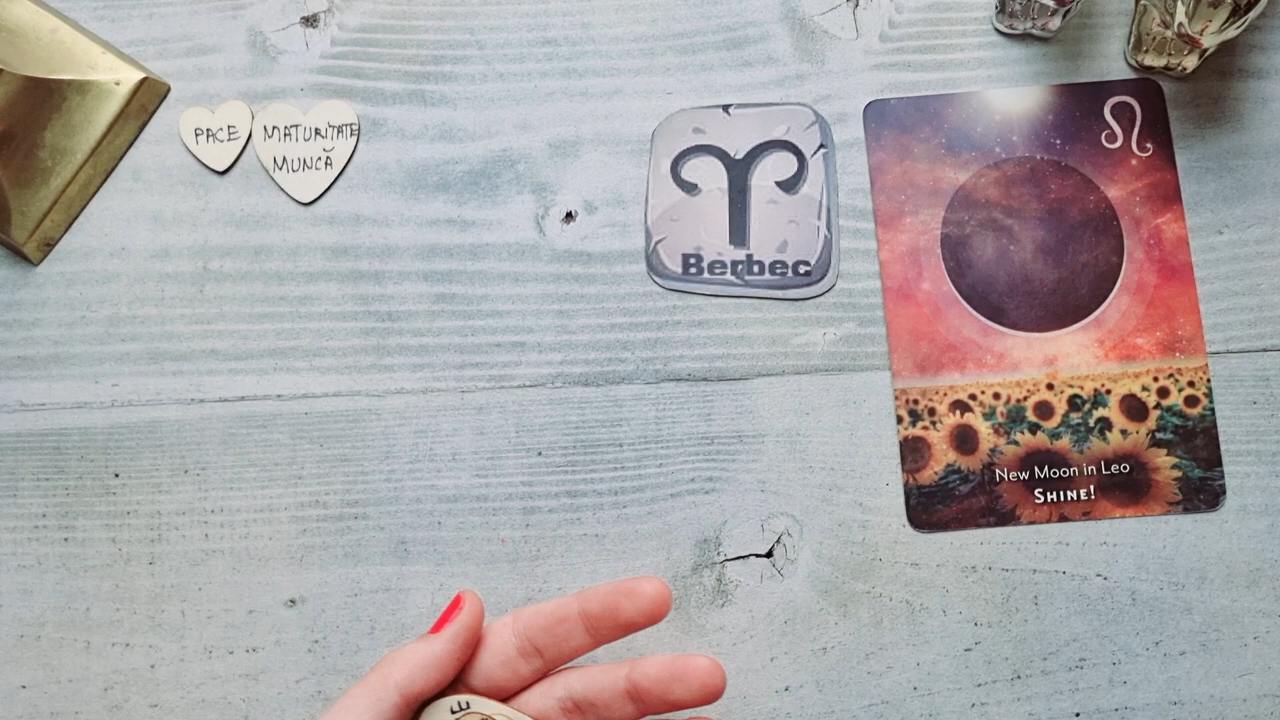 PACE
MATURITATE
MUNCĂ
Berbec
New Moon in Leo
SHINE!